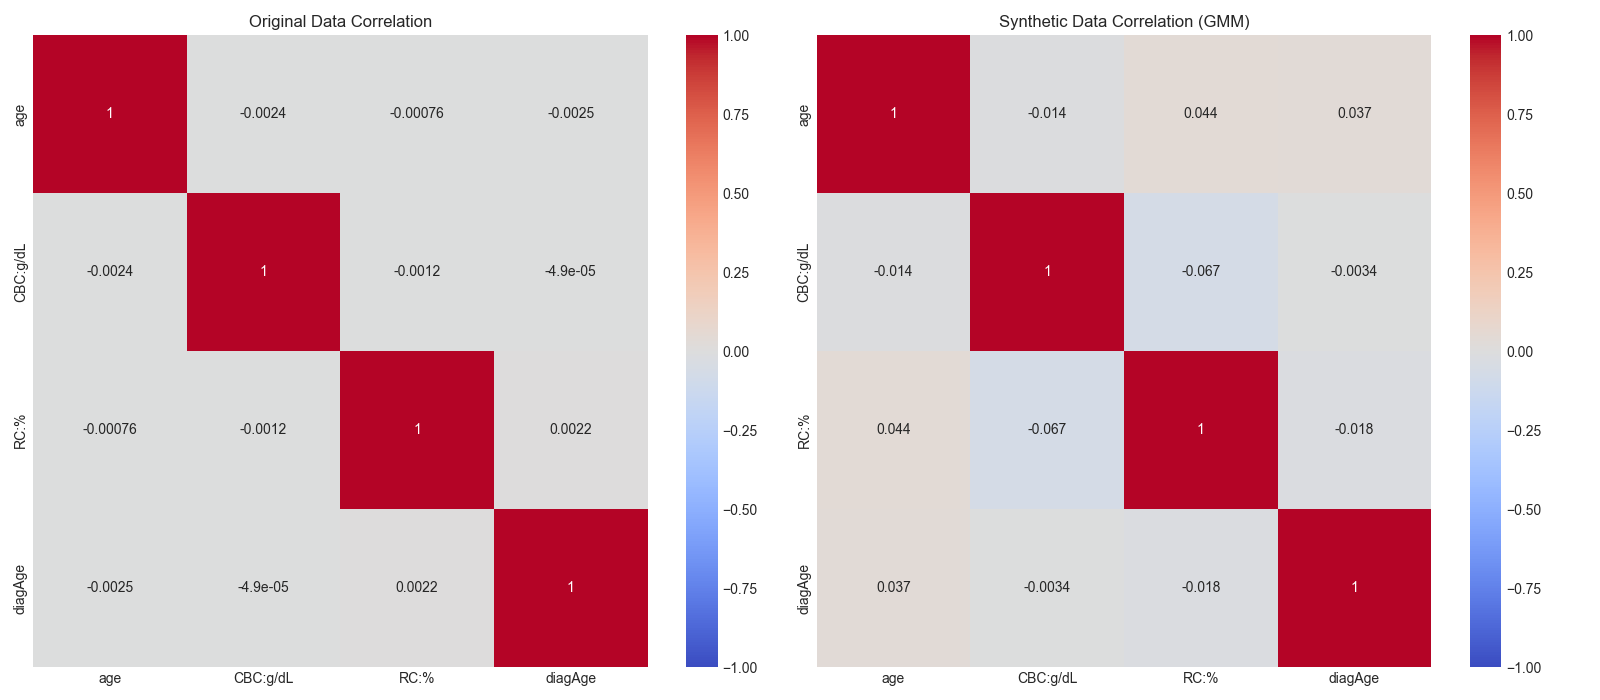 Original Data Correlation
age 1 -0.0024 -0.00076 -0.0025
CBC:g/dL -0.0024 1 -0.0012 -4.9e-05
RC:% -0.00076 -0.0012 1 0.0022
diagAge -0.0025 -4.9e-05 0.0022 1
age CBC:g/dL RC:% diagAge
1.00
0.75
0.50
0.25
0.00
−0.25
−0.50
−0.75
−1.00
Synthetic Data Correlation (GMM)
age 1 -0.014 0.044 0.037
CBC:g/dL -0.014 1 -0.067 -0.0034
RC:% 0.044 -0.067 1 -0.018
diagAge 0.037 -0.0034 -0.018 1
age CBC:g/dL RC:% diagAge
1.00
0.75
0.50
0.25
0.00
−0.25
−0.50
−0.75
−1.00